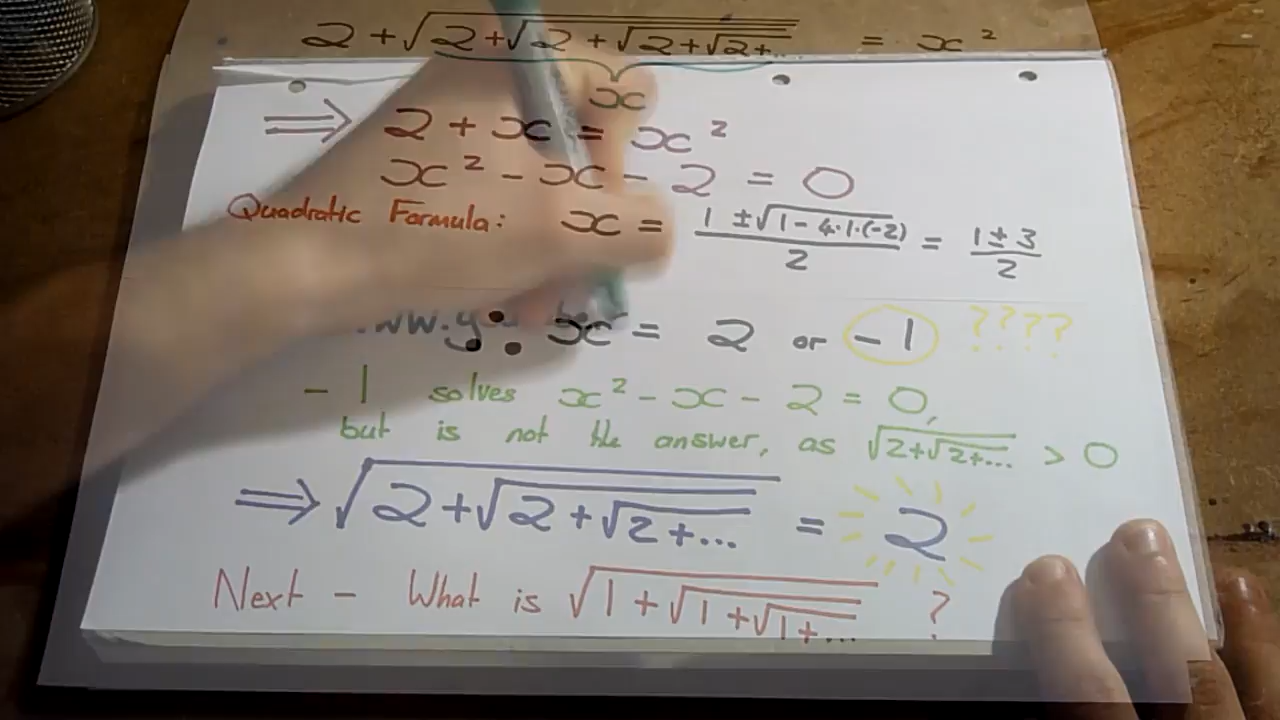 2 + √2 + √2 + √2 + √2 + ... = x²
x
⇒ 2 + x = x²
x² - x - 2 = 0
Quadratic Formula: x = 1 ± √1 - 4·1·(-2) / 2 = 1 ± 3 / 2
x = 2 or -1 ????
-1 solves x² - x - 2 = 0,
but is not the answer, as √2+√2+... > 0
⇒ √2 + √2 + √2 + ... = 2
Next - What is √1 + √1 + √1 + ... ?